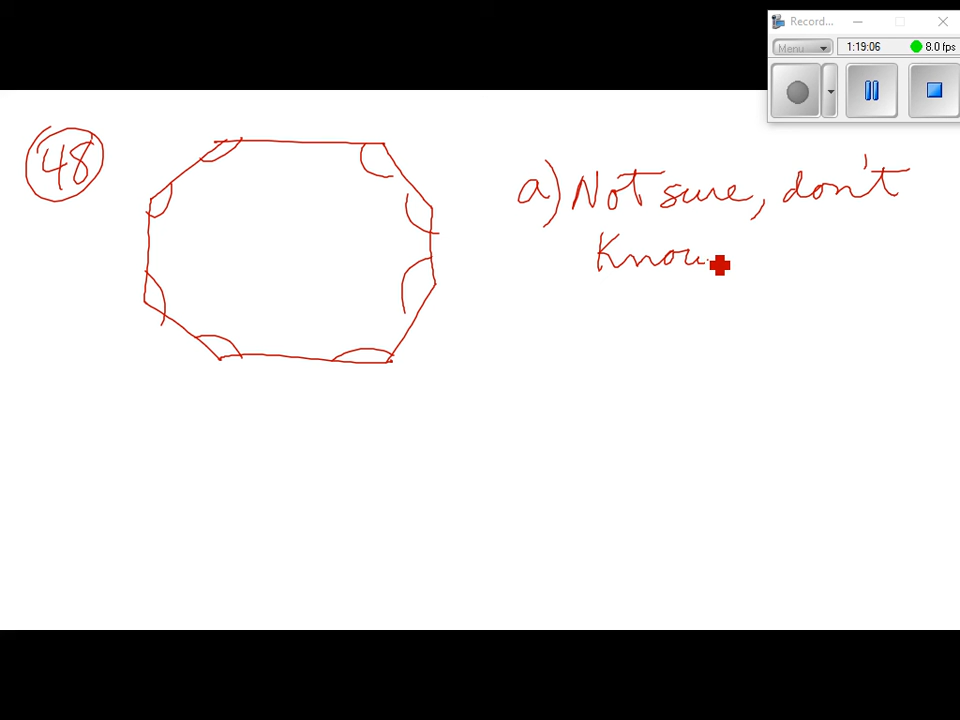 Record...
Menu
1:19:06
8.0 fps
48
a) Not sure, don't
Know